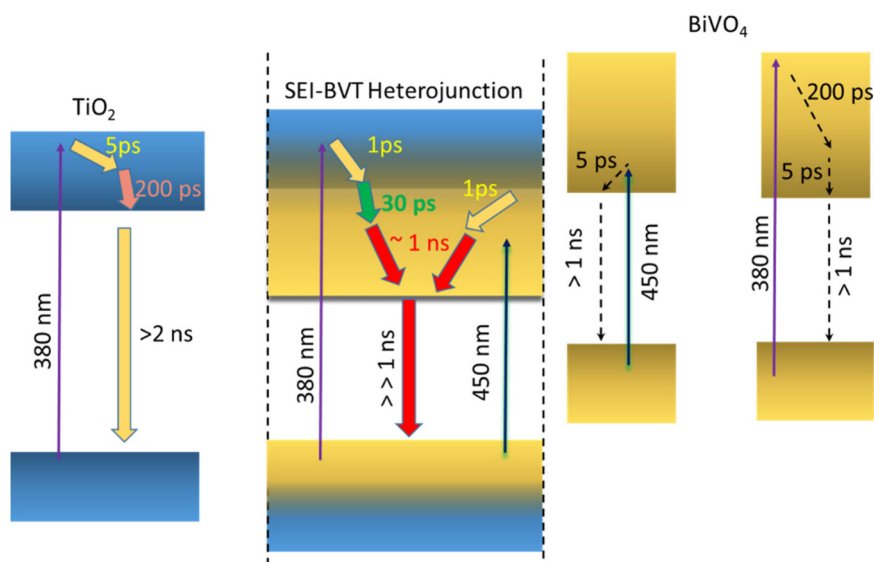 BiVO4
TiO2
SEI-BVT Heterojunction
5ps
200 ps
380 nm
>2 ns
1ps
30 ps
1ps
~ 1 ns
380 nm
> > 1 ns
450 nm
5 ps
> 1 ns
450 nm
200 ps
5 ps
380 nm
> 1 ns